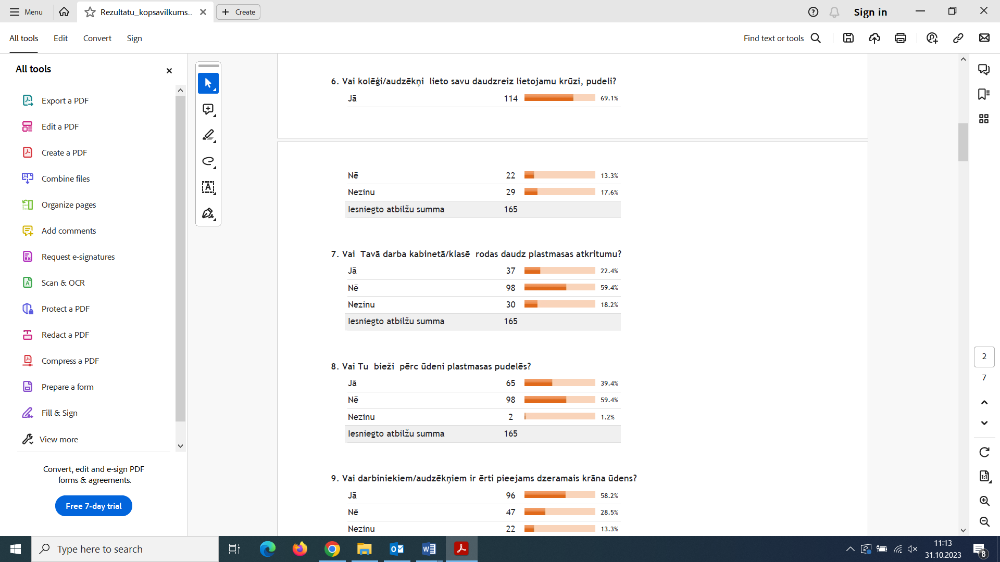 Menu
Rezultatu_kopsavilkums...
Create
Sign in
All tools Edit Convert Sign
Find text or tools
All tools
Export a PDF
Edit a PDF
Create a PDF
Combine files
Organize pages
Add comments
Request e-signatures
Scan & OCR
Protect a PDF
Redact a PDF
Compress a PDF
Prepare a form
Fill & Sign
View more
Convert, edit and e-sign PDF
forms & agreements.
Free 7-day trial
6. Vai kolēģi/audzēkņi lieto savu daudzreiz lietojamu krūzi, pudeli?
Jā 114 69.1%
Nē 22 13.3%
Nezinu 29 17.6%
Iesniegto atbilžu summa 165
7. Vai Tavā darba kabinetā/klasē rodas daudz plastmasas atkritumu?
Jā 37 22.4%
Nē 98 59.4%
Nezinu 30 18.2%
Iesniegto atbilžu summa 165
8. Vai Tu bieži pērc ūdeni plastmasas pudelēs?
Jā 65 39.4%
Nē 98 59.4%
Nezinu 2 1.2%
Iesniegto atbilžu summa 165
9. Vai darbiniekiem/audzēkņiem ir ērti pieejams dzeramais krāna ūdens?
Jā 96 58.2%
Nē 47 28.5%
Nezinu 22 13.3%
2
7
1:1
Type here to search
11:13
31.10.2023
8